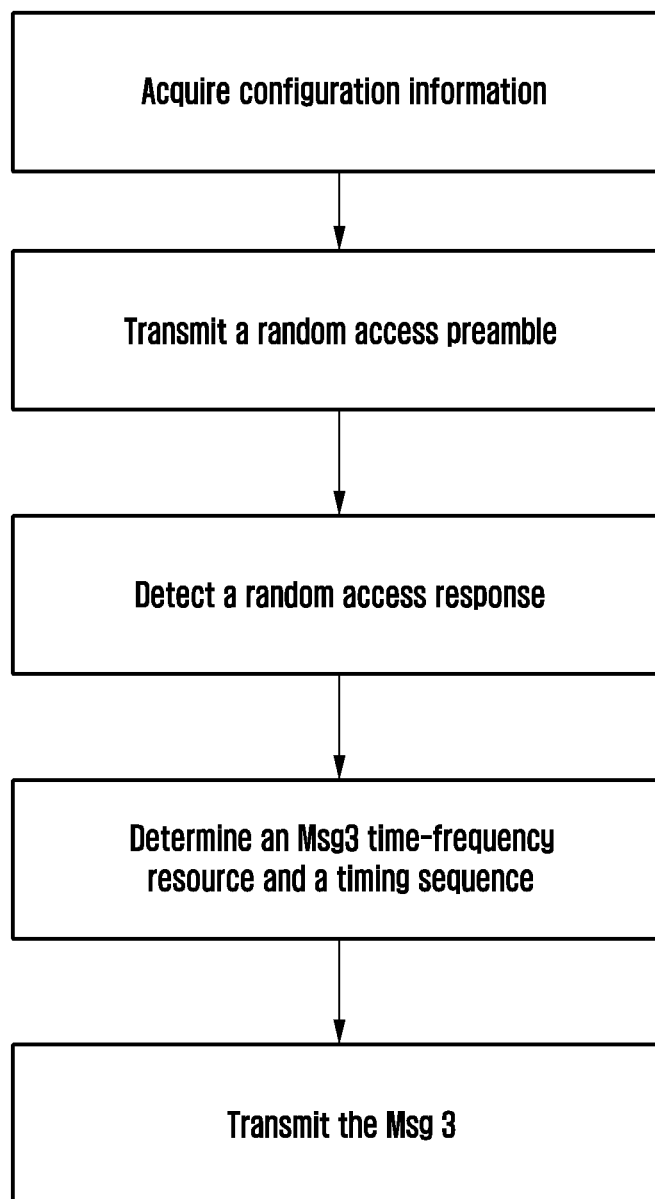 Acquire configuration information
Transmit a random access preamble
Detect a random access response
Determine an Msg3 time-frequency
resource and a timing sequence
Transmit the Msg 3